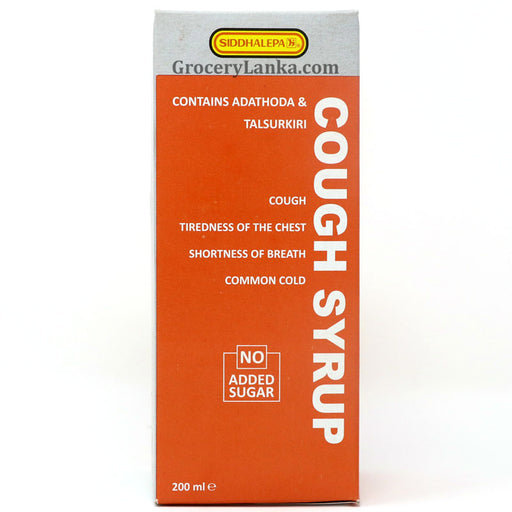 SIDDHALEPA
GroceryLanka.com
CONTAINS ADATHODA &
TALSURKIRI
COUGH SYRUP
COUGH
TIREDNESS OF THE CHEST
SHORTNESS OF BREATH
COMMON COLD
NO
ADDED
SUGAR
200 ml ℮